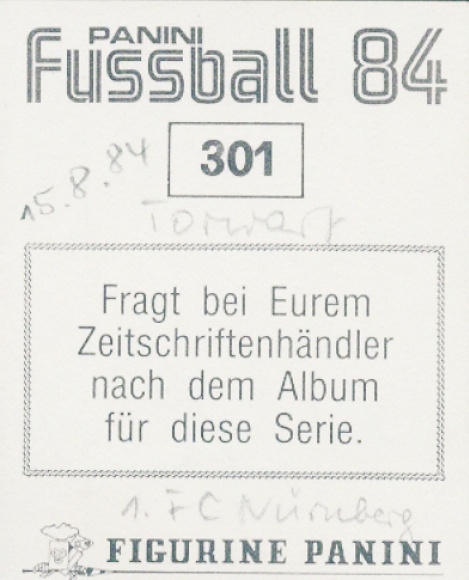 PANINI
Fussball 84
301
15.8.84
Torwart
Fragt bei Eurem
Zeitschriftenhändler
nach dem Album
für diese Serie.
1. FC Nürnberg
FIGURINE PANINI